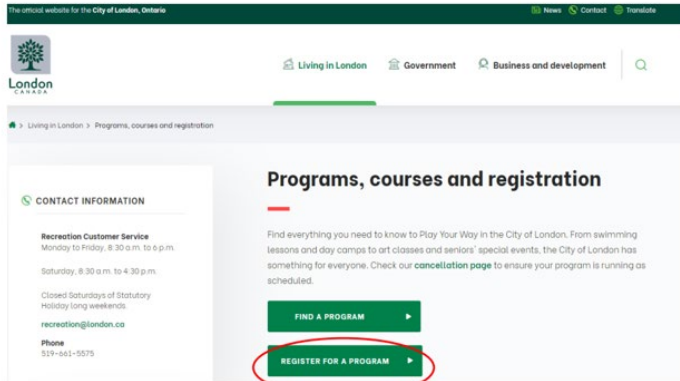 The official website for the City of London, Ontario
News Contact Translate
London
CANADA
Living in London Government Business and development
> Living in London > Programs, courses and registration
CONTACT INFORMATION
Recreation Customer Service
Monday to Friday, 8:30 a.m. to 6 p.m.
Saturday, 8:30 a.m. to 4:30 p.m.
Closed Saturdays of Statutory
Holiday long weekends.
recreation@london.ca
Phone
519-661-5575
Programs, courses and registration
Find everything you need to know to Play Your Way in the City of London. From swimming
lessons and day camps to art classes and seniors' special events, the City of London has
something for everyone. Check our cancellation page to ensure your program is running as
scheduled.
FIND A PROGRAM
REGISTER FOR A PROGRAM